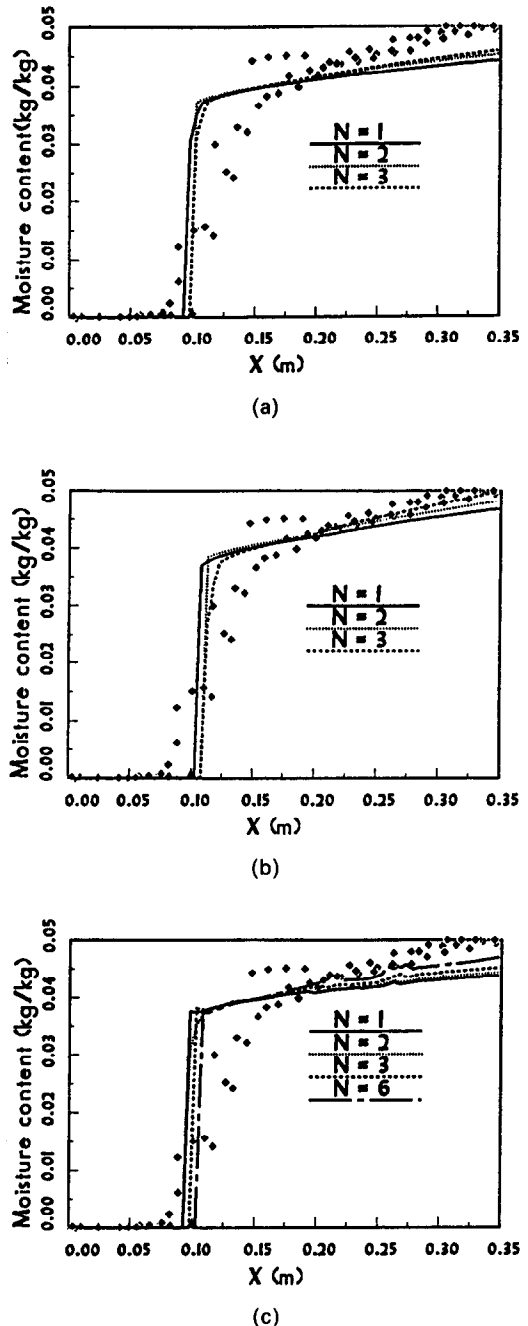 Moisture content(kg/kg)
0.05
0.04
0.03
0.02
0.01
0.00
N = 1
N = 2
N = 3
0.00 0.05 0.10 0.15 0.20 0.25 0.30 0.35
X (m)
(a)
Moisture content (kg/kg)
0.05
0.04
0.03
0.02
0.01
0.00
N = 1
N = 2
N = 3
0.00 0.05 0.10 0.15 0.20 0.25 0.30 0.35
X (m)
(b)
Moisture content (kg/kg)
0.05
0.04
0.03
0.02
0.01
0.00
N = 1
N = 2
N = 3
N = 6
0.00 0.05 0.10 0.15 0.20 0.25 0.30 0.35
X (m)
(c)